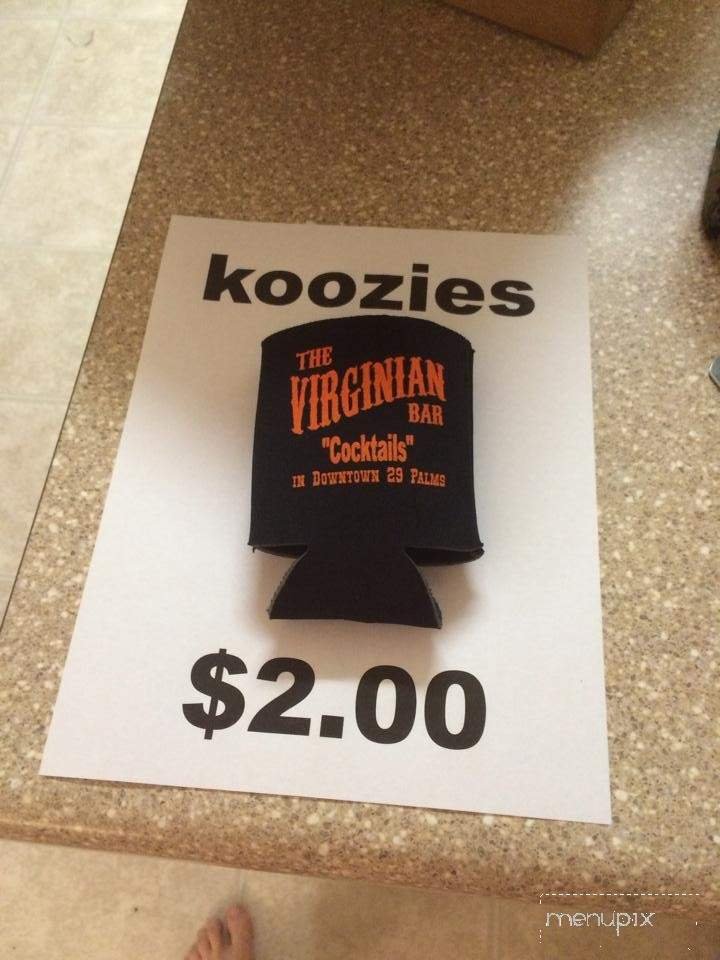 koozies
THE
VIRGINIAN
BAR
"Cocktails"
IN DOWNTOWN 29 PALMS
$2.00
menupix